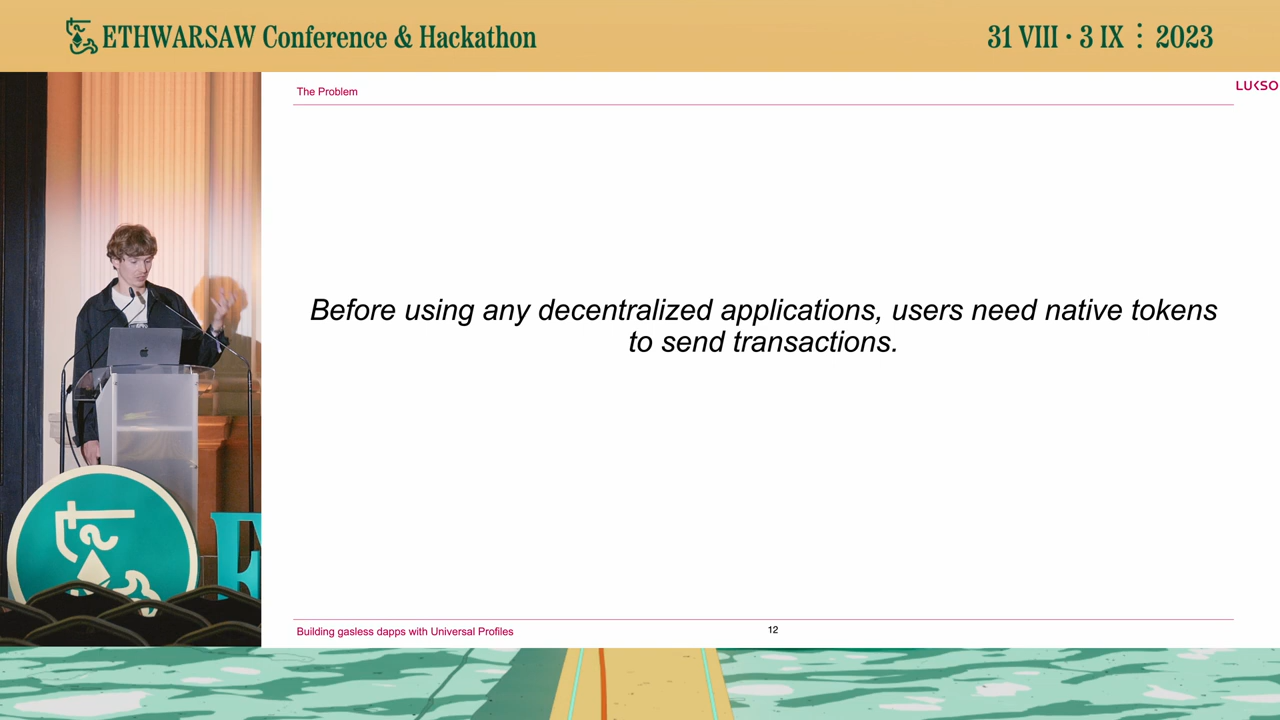 ETHWARSAW Conference & Hackathon
31 VIII · 3 IX ⋮ 2023
The Problem
LUKSO
Before using any decentralized applications, users need native tokens
to send transactions.
Building gasless dapps with Universal Profiles
12
E